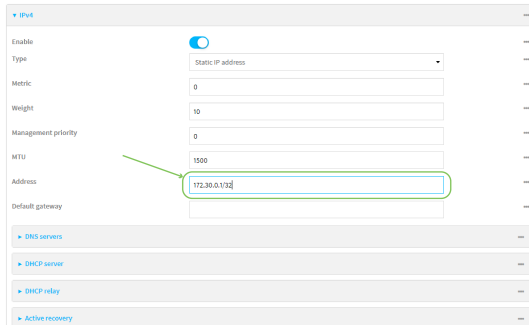 ▾ IPv4
Enable
Type Static IP address
Metric 0
Weight 10
Management priority 0
MTU 1500
Address 172.30.0.1/32
Default gateway
▸ DNS servers
▸ DHCP server
▸ DHCP relay
▸ Active recovery